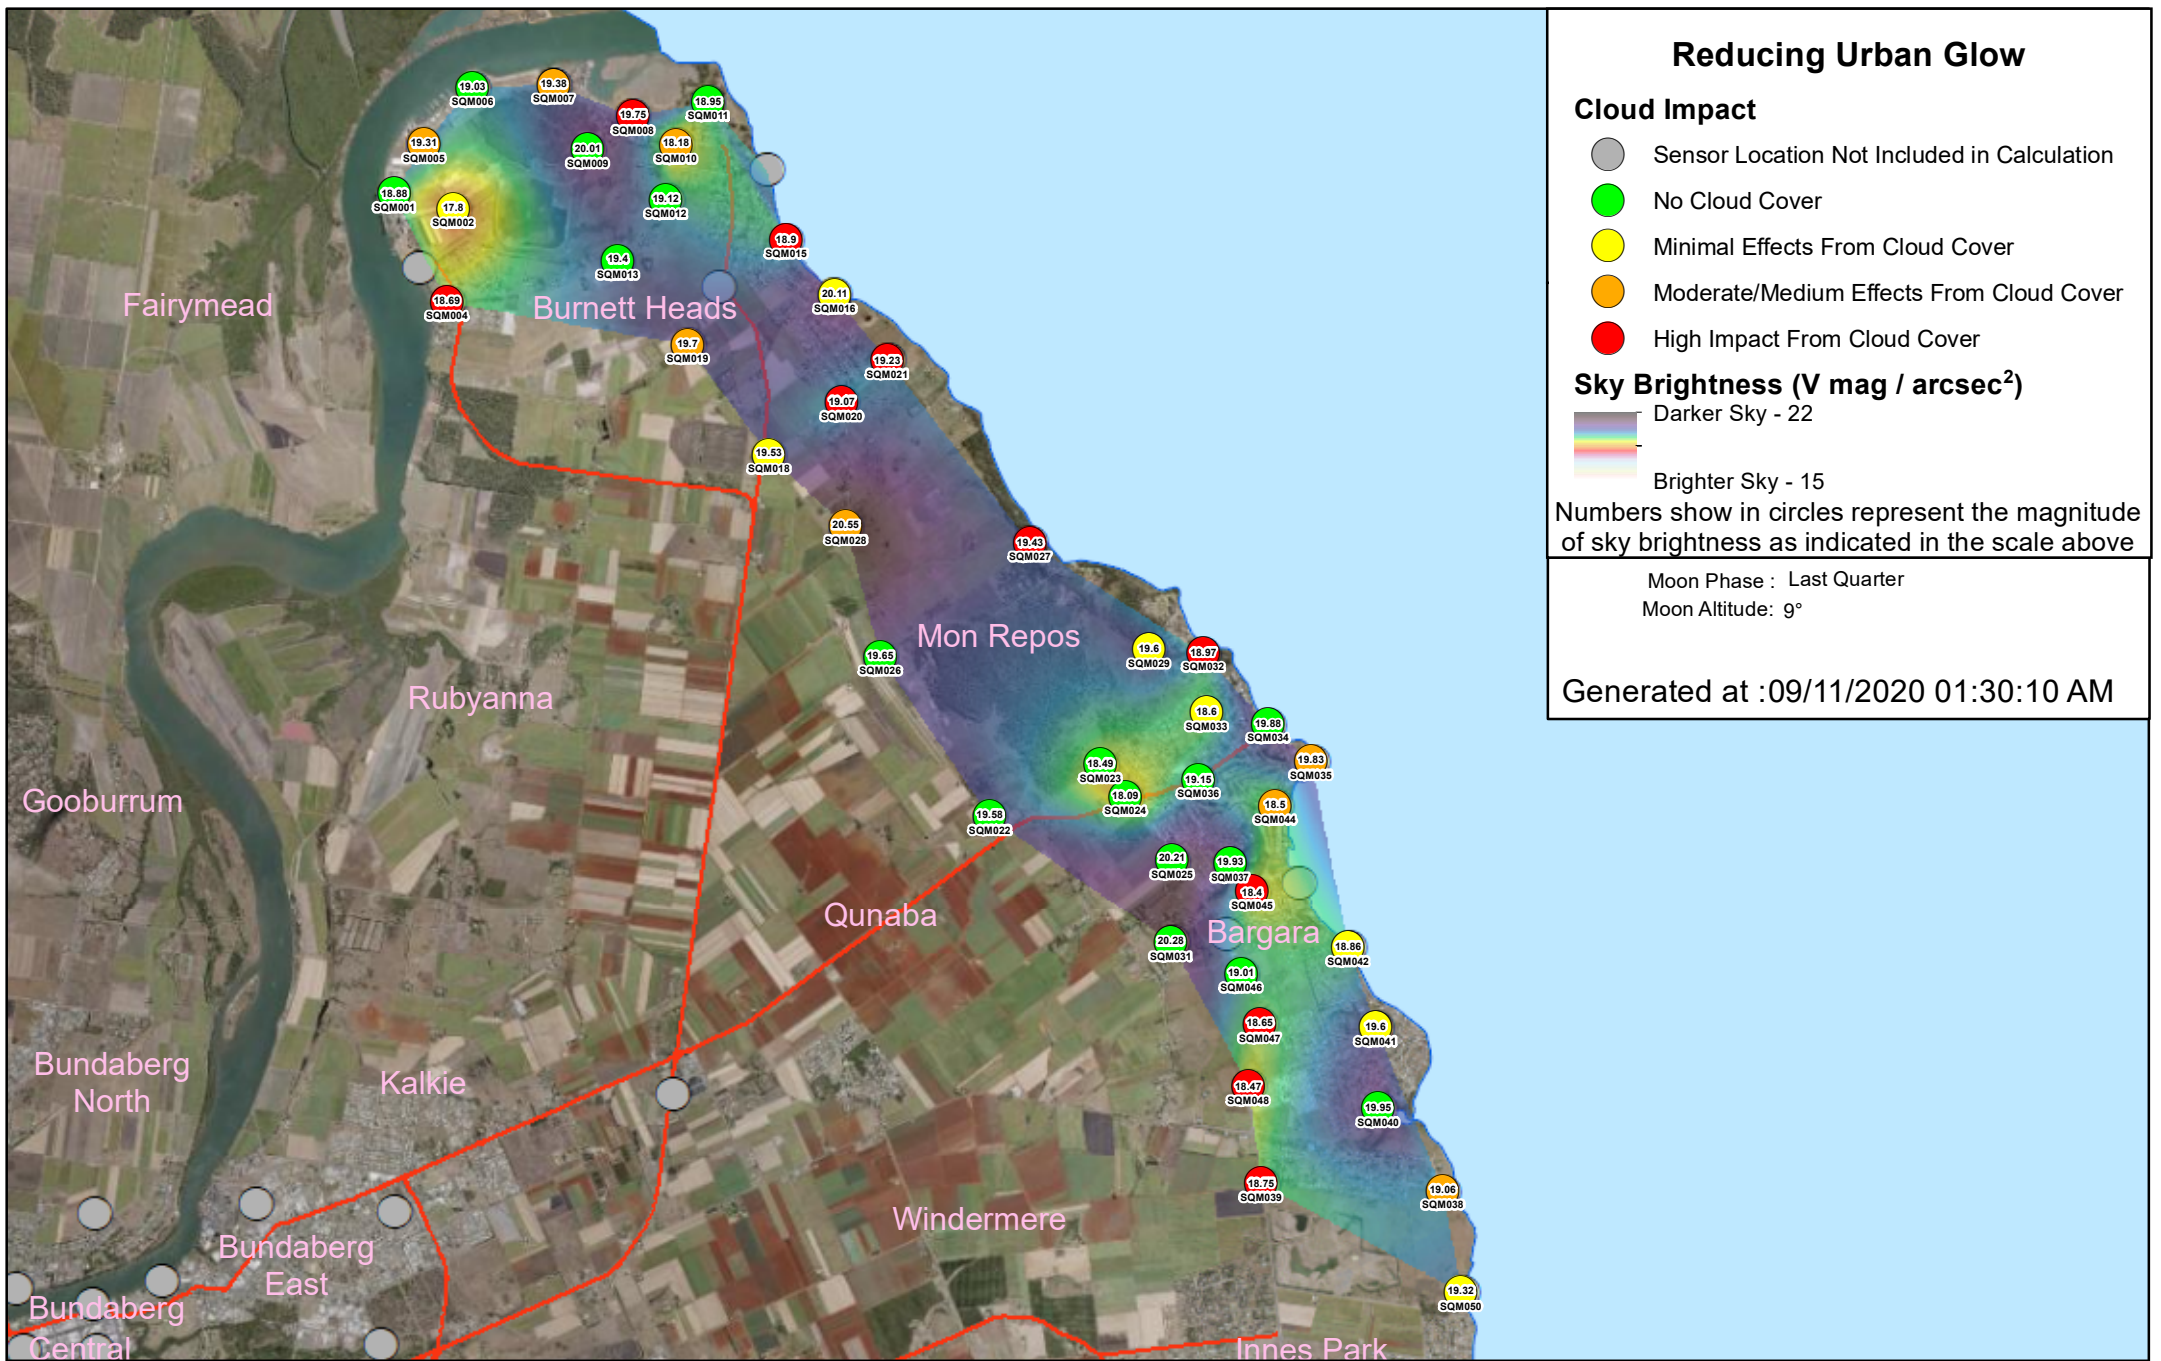 Reducing Urban Glow
Cloud Impact
Sensor Location Not Included in Calculation
No Cloud Cover
Minimal Effects From Cloud Cover
Moderate/Medium Effects From Cloud Cover
High Impact From Cloud Cover
Sky Brightness (V mag / arcsec²)
Darker Sky - 22
Brighter Sky - 15
Numbers show in circles represent the magnitude
of sky brightness as indicated in the scale above
Moon Phase : Last Quarter
Moon Altitude: 9°
Generated at :09/11/2020 01:30:10 AM
19.03
SQM006
19.38
SQM007
19.75
SQM008
18.95
SQM011
19.31
SQM005
20.01
SQM009
18.18
SQM010
18.88
SQM001
17.8
SQM002
19.12
SQM012
18.9
SQM015
19.4
SQM013
18.69
SQM004
20.11
SQM016
Fairymead
Burnett Heads
19.7
SQM019
19.23
SQM021
19.07
SQM020
19.53
SQM018
20.55
SQM028
19.43
SQM027
Mon Repos
19.65
SQM026
19.6
SQM029
18.97
SQM032
Rubyanna
18.6
SQM033
19.88
SQM034
18.49
SQM023
19.83
SQM035
19.15
SQM036
18.09
SQM024
Gooburrum
19.58
SQM022
18.5
SQM044
20.21
SQM025
19.93
SQM037
18.4
SQM045
Qunaba
Bargara
20.28
SQM031
18.86
SQM042
19.01
SQM046
18.65
SQM047
19.6
SQM041
Bundaberg
North
Kalkie
18.47
SQM048
19.95
SQM040
18.75
SQM039
19.06
SQM038
Windermere
Bundaberg
East
19.32
SQM050
Bundaberg
Central
Innes Park